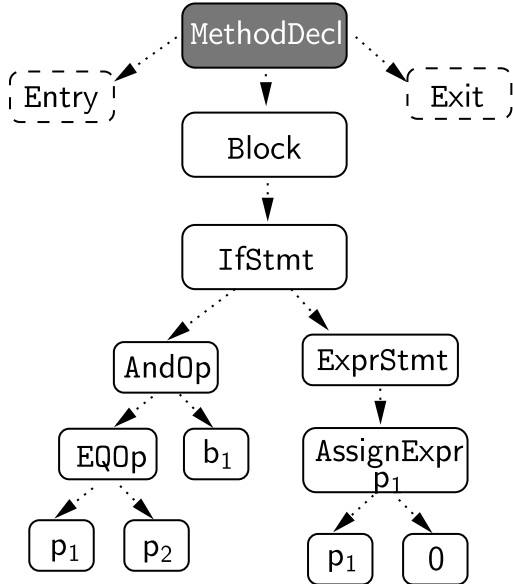 MethodDecl
Entry
Exit
Block
IfStmt
AndOp
ExprStmt
EQOp
b₁
AssignExpr
p₁
p₁
p₂
p₁
0